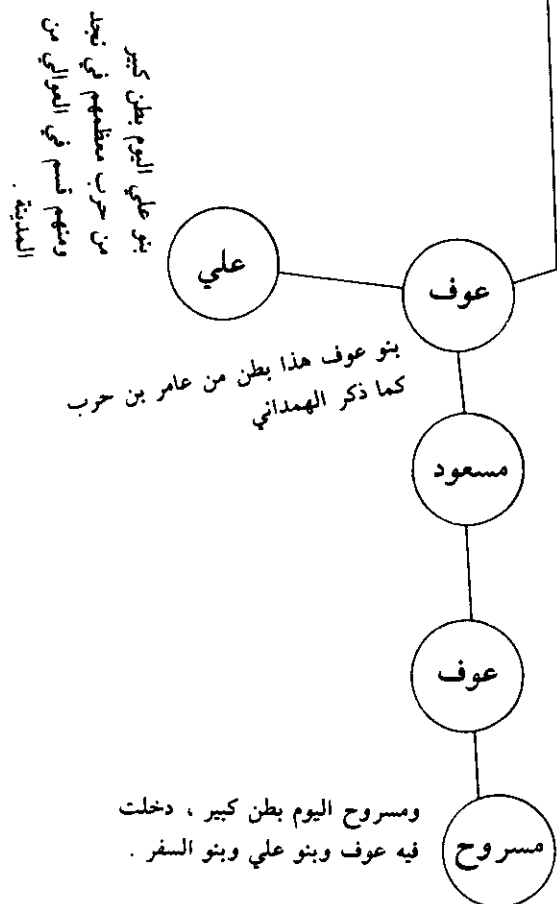 بنو علي اليوم بطن كبير
من حرب معظمهم في نجد
ومنهم قسم في العوالي من
المدينة .
علي
عوف
بنو عوف هذا بطن من عامر بن حرب
كما ذكر الهمداني
مسعود
عوف
ومسروح اليوم بطن كبير ، دخلت
فيه عوف وبنو علي وبنو السفر .
مسروح